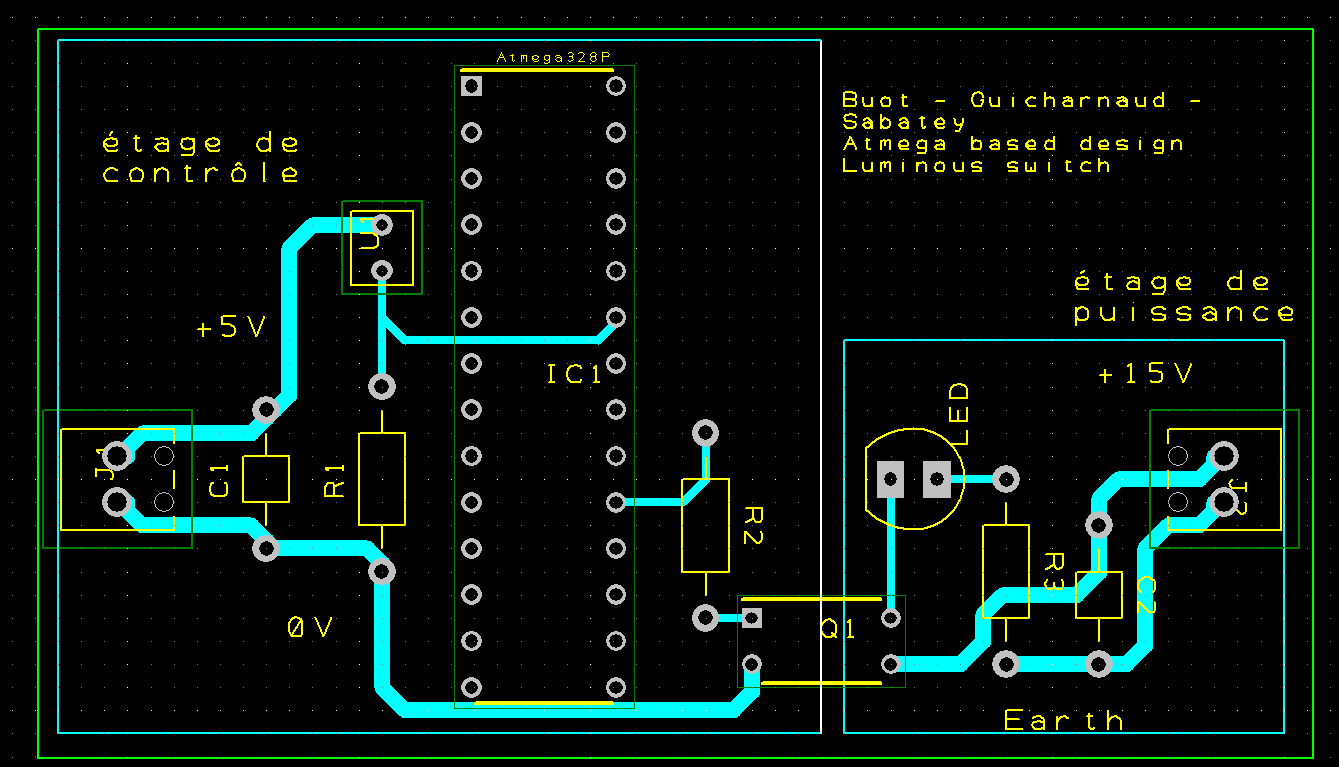 Atmega328P
Buot - Guicharnaud -
Sabatey
Atmega based design
Luminous switch
étage de
contrôle
U1
étage de
puissance
+5V
IC1
+15V
LED
J1
C1
R1
R2
J2
R3
C2
0V
Q1
Earth